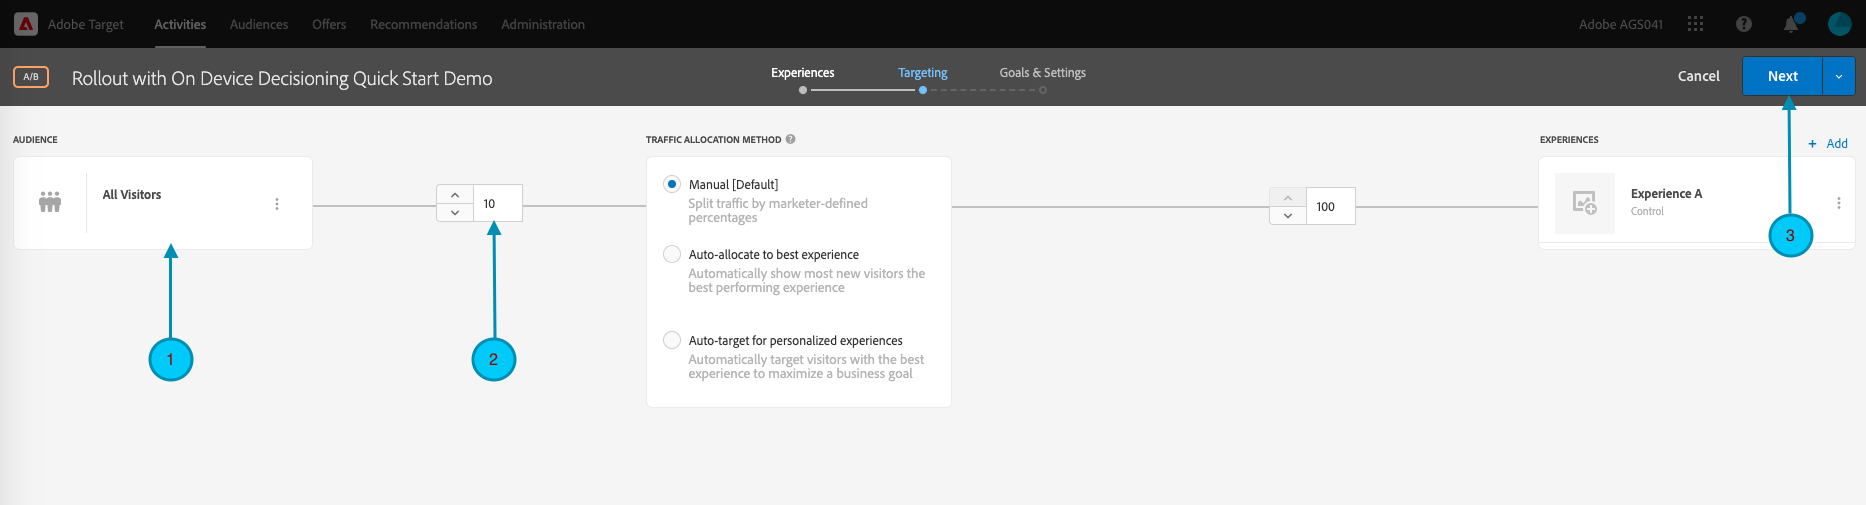 Adobe Target Activities Audiences Offers Recommendations Administration Adobe AGS041
A/B Rollout with On Device Decisioning Quick Start Demo Experiences Targeting Goals & Settings Cancel Next
AUDIENCE TRAFFIC ALLOCATION METHOD ? EXPERIENCES
+ Add
All Visitors
10
Manual [Default]
Split traffic by marketer-defined
percentages
Auto-allocate to best experience
Automatically show most new visitors the
best performing experience
Auto-target for personalized experiences
Automatically target visitors with the best
experience to maximize a business goal
100
Experience A
Control
1
2
3